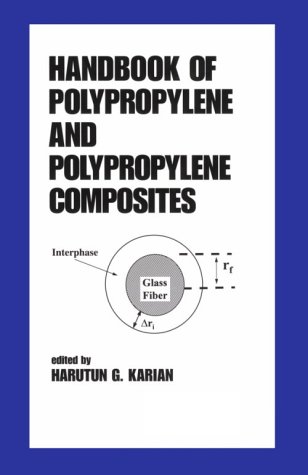 HANDBOOK OF
POLYPROPYLENE
AND
POLYPROPYLENE
COMPOSITES
Interphase
Glass
Fiber
rf
Δri
edited by
HARUTUN G. KARIAN